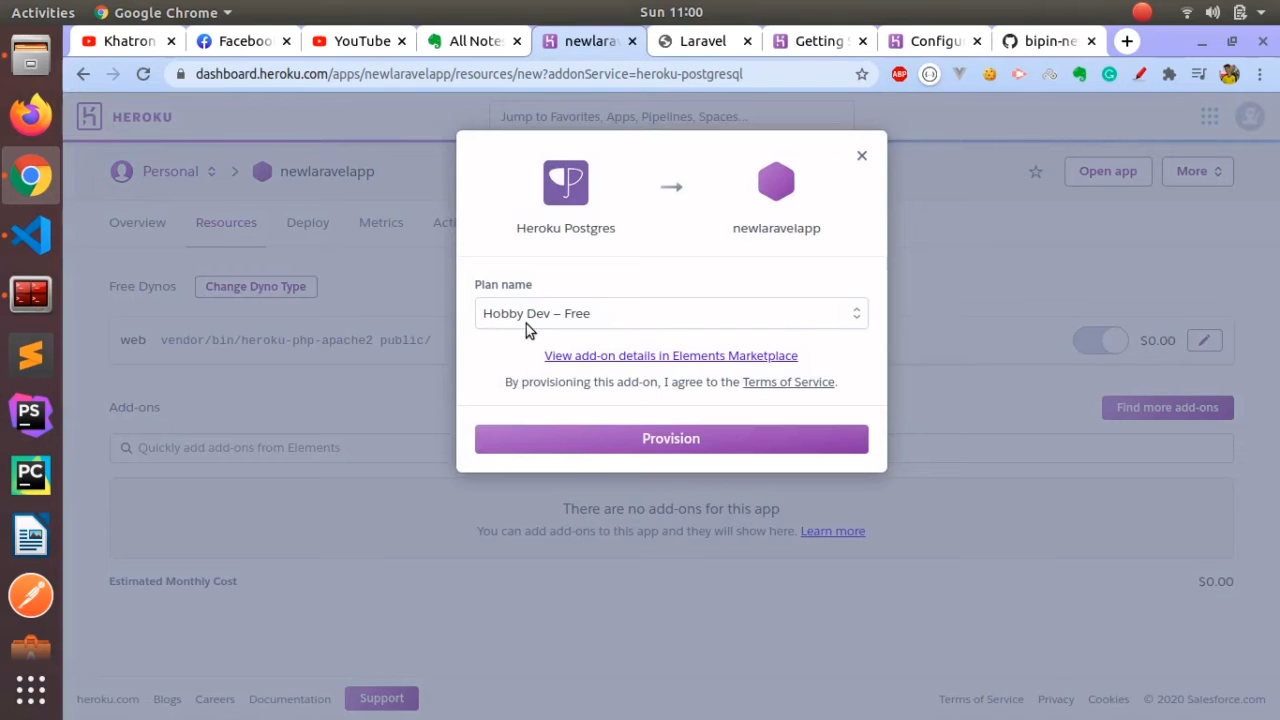 Activities Google Chrome Sun 11:00
Khatron Faceboo YouTube All Note newlara Laravel Getting Configu bipin-ne
dashboard.heroku.com/apps/newlaravelapp/resources/new?addonService=heroku-postgresql
ABP
HEROKU Jump to Favorites, Apps, Pipelines, Spaces...
Personal newlaravelapp Open app More
Heroku Postgres newlaravelapp
Overview Resources Deploy Metrics Acti
Free Dynos Change Dyno Type
Plan name
Hobby Dev – Free
web vendor/bin/heroku-php-apache2 public/ $0.00
View add-on details in Elements Marketplace
By provisioning this add-on, I agree to the Terms of Service.
Add-ons Find more add-ons
Provision
Quickly add add-ons from Elements
There are no add-ons for this app
You can add add-ons to this app and they will show here. Learn more
Estimated Monthly Cost $0.00
heroku.com Blogs Careers Documentation Support Terms of Service Privacy Cookies © 2020 Salesforce.com
PS
PC